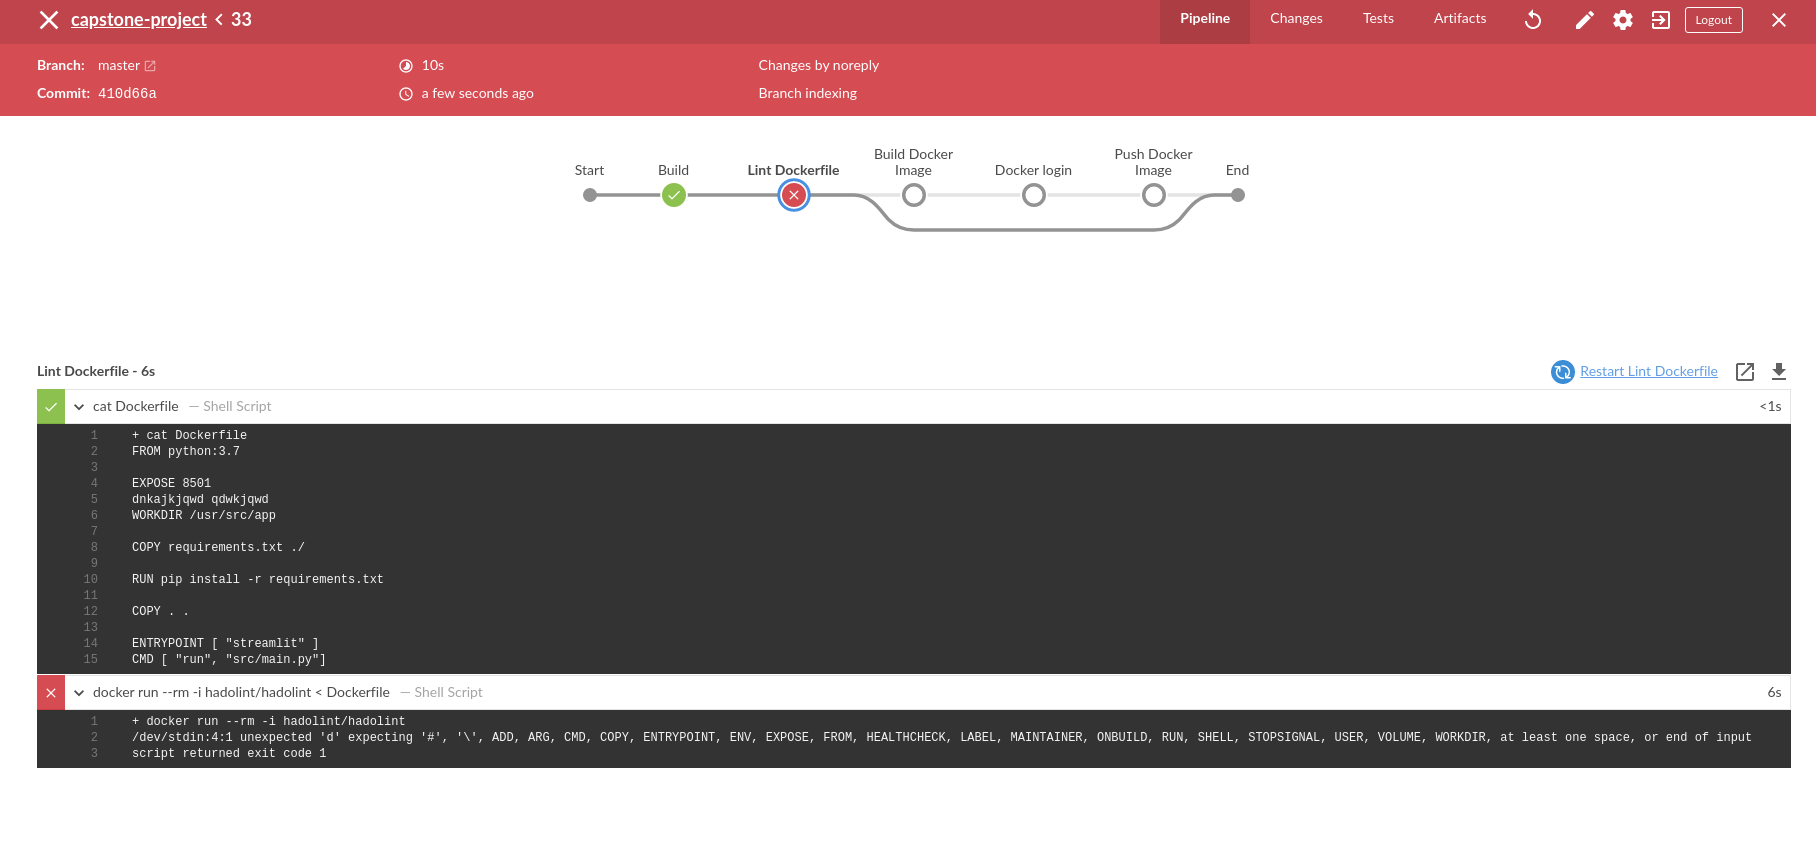 capstone-project < 33
Pipeline Changes Tests Artifacts Logout
Branch: master 10s Changes by noreply
Commit: 410d66a a few seconds ago Branch indexing
Start Build Lint Dockerfile Build Docker Image Docker login Push Docker Image End
Lint Dockerfile - 6s Restart Lint Dockerfile
cat Dockerfile — Shell Script <1s
1 + cat Dockerfile
2 FROM python:3.7
3
4 EXPOSE 8501
5 dnkajkjqwd qdwkjqwd
6 WORKDIR /usr/src/app
7
8 COPY requirements.txt ./
9
10 RUN pip install -r requirements.txt
11
12 COPY . .
13
14 ENTRYPOINT [ "streamlit" ]
15 CMD [ "run", "src/main.py"]
docker run --rm -i hadolint/hadolint < Dockerfile — Shell Script 6s
1 + docker run --rm -i hadolint/hadolint
2 /dev/stdin:4:1 unexpected 'd' expecting '#', '\', ADD, ARG, CMD, COPY, ENTRYPOINT, ENV, EXPOSE, FROM, HEALTHCHECK, LABEL, MAINTAINER, ONBUILD, RUN, SHELL, STOPSIGNAL, USER, VOLUME, WORKDIR, at least one space, or end of input
3 script returned exit code 1